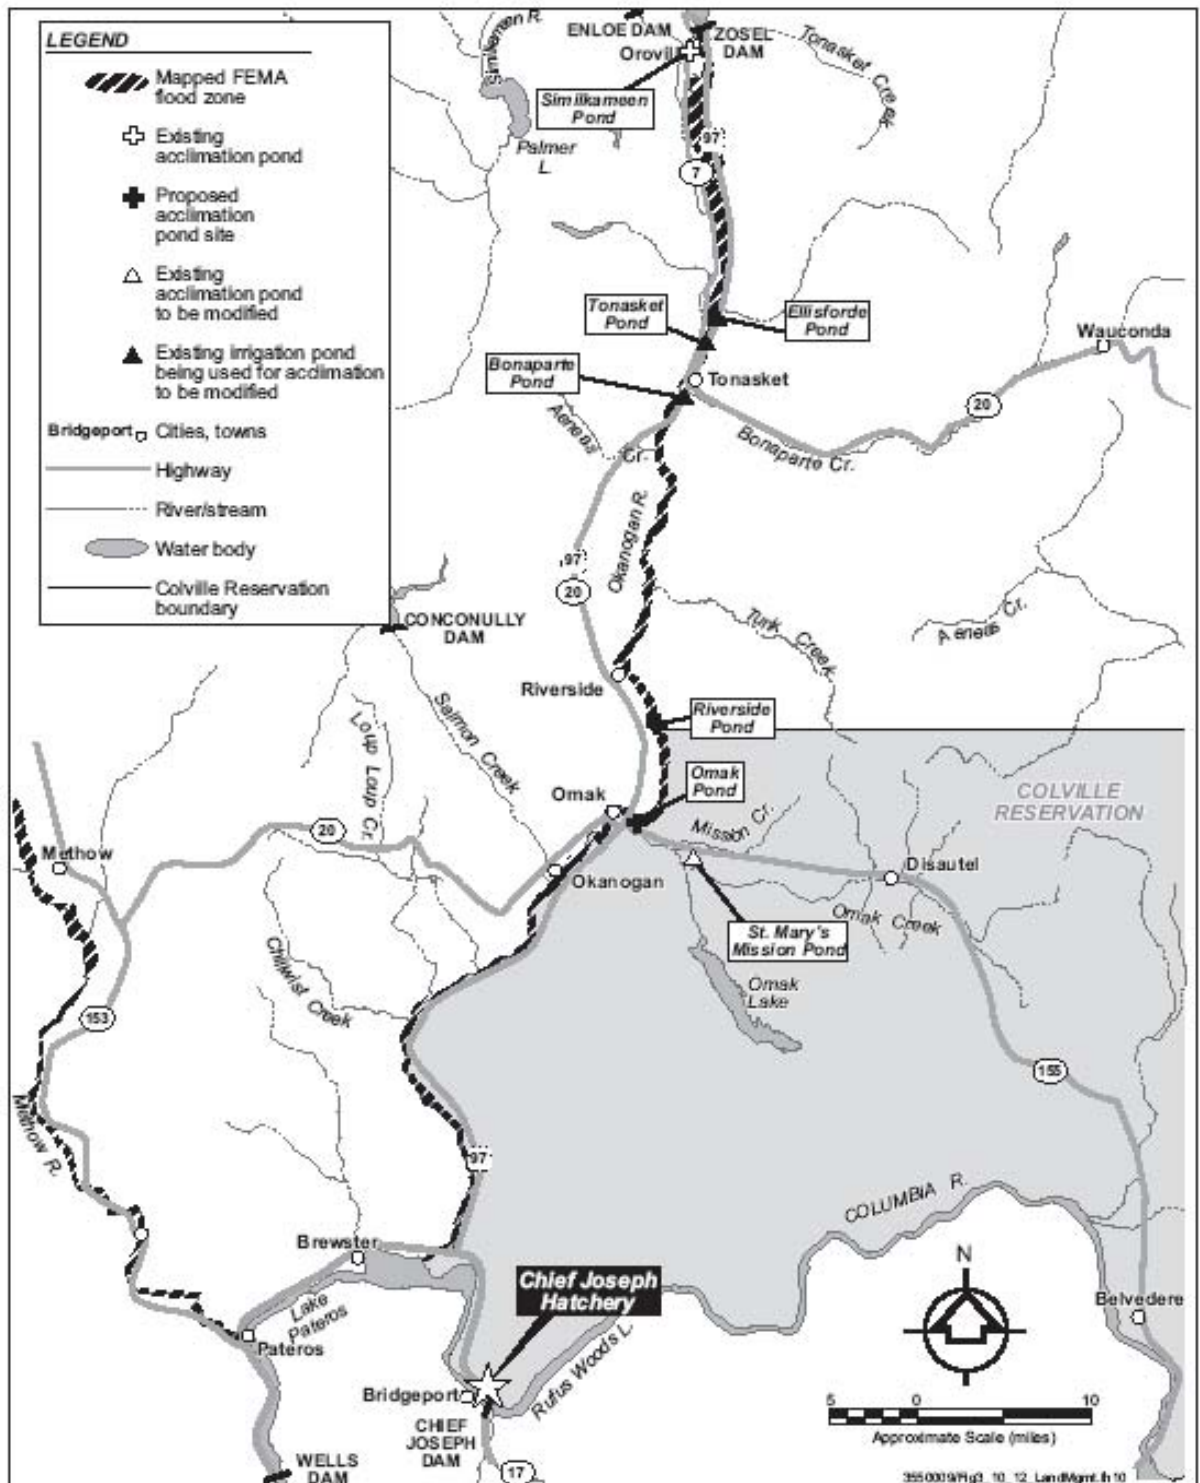 LEGEND
Mapped FEMA
flood zone
Existing
acclimation pond
Proposed
acclimation
pond site
Existing
acclimation pond
to be modified
Existing irrigation pond
being used for acclimation
to be modified
Bridgeport
Cities, towns
Highway
River/stream
Water body
Colville Reservation
boundary
Similkameen R.
ENLOE DAM
ZOSEL
DAM
Orovil
Tonasket Creek
Similkameen
Pond
Palmer
L.
97
7
Tonasket
Pond
Ellisforde
Pond
Wauconda
Bonaparte
Pond
Tonasket
20
Aeneas
Cr.
Bonaparte Cr.
Okanogan R.
97
20
CONCONULLY
DAM
Tunk Creek
Aeneas Cr.
Riverside
Riverside
Pond
Salmon Creek
Loup Loup Cr.
Omak
Omak
Pond
COLVILLE
RESERVATION
Mission Cr.
20
Methow
Okanogan
Disautel
Omak Creek
St. Mary's
Mission Pond
Chiliwist Creek
Omak
Lake
153
155
Methow R.
97
COLUMBIA R.
Brewster
N
Chief Joseph
Hatchery
Belvedere
Lake
Pateros
Pateros
Rufus Woods L.
Bridgeport
5 0 10
Approximate Scale (miles)
CHIEF
JOSEPH
DAM
WELLS
DAM
17
3550009/Fig3_10_12_LandMgmt.fh10